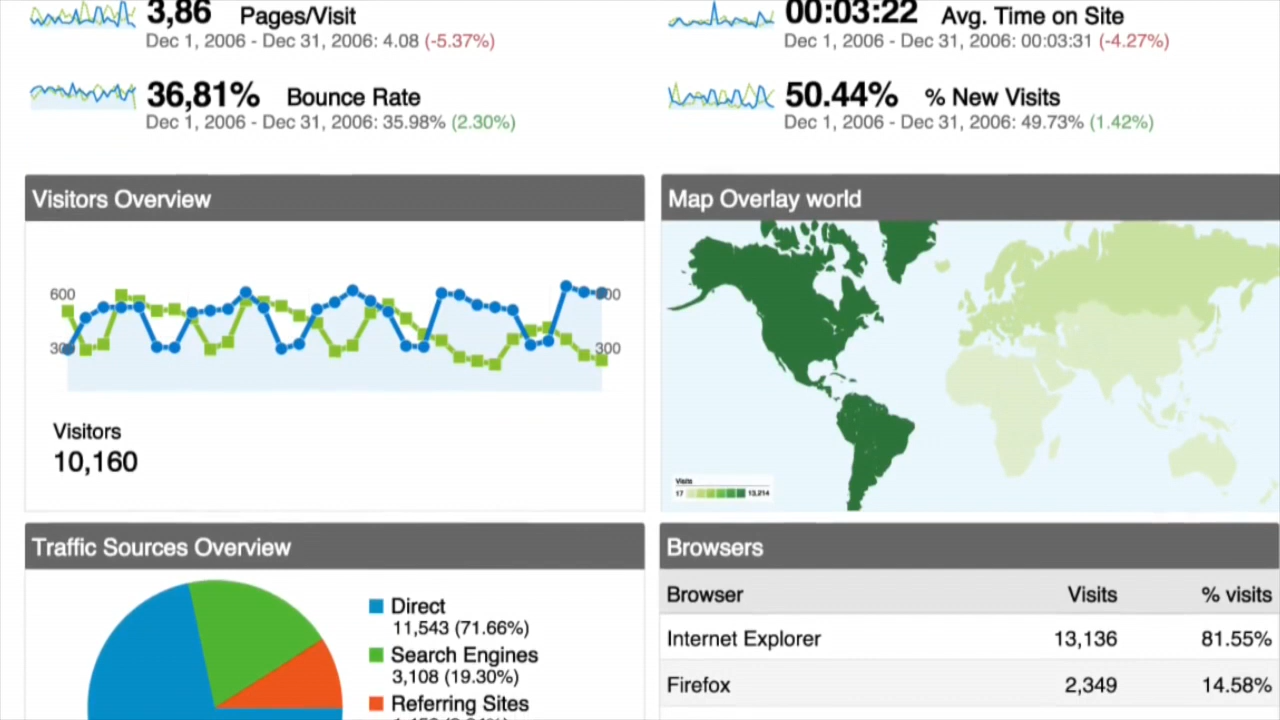 3,86 Pages/Visit
Dec 1, 2006 - Dec 31, 2006: 4.08 (-5.37%)
00:03:22 Avg. Time on Site
Dec 1, 2006 - Dec 31, 2006: 00:03:31 (-4.27%)
36,81% Bounce Rate
Dec 1, 2006 - Dec 31, 2006: 35.98% (2.30%)
50.44% % New Visits
Dec 1, 2006 - Dec 31, 2006: 49.73% (1.42%)
Visitors Overview
600
300
300
Visitors
10,160
Map Overlay world
Visits
17 13,214
Traffic Sources Overview
Direct
11,543 (71.66%)
Search Engines
3,108 (19.30%)
Referring Sites
Browsers
Browser Visits % visits
Internet Explorer 13,136 81.55%
Firefox 2,349 14.58%